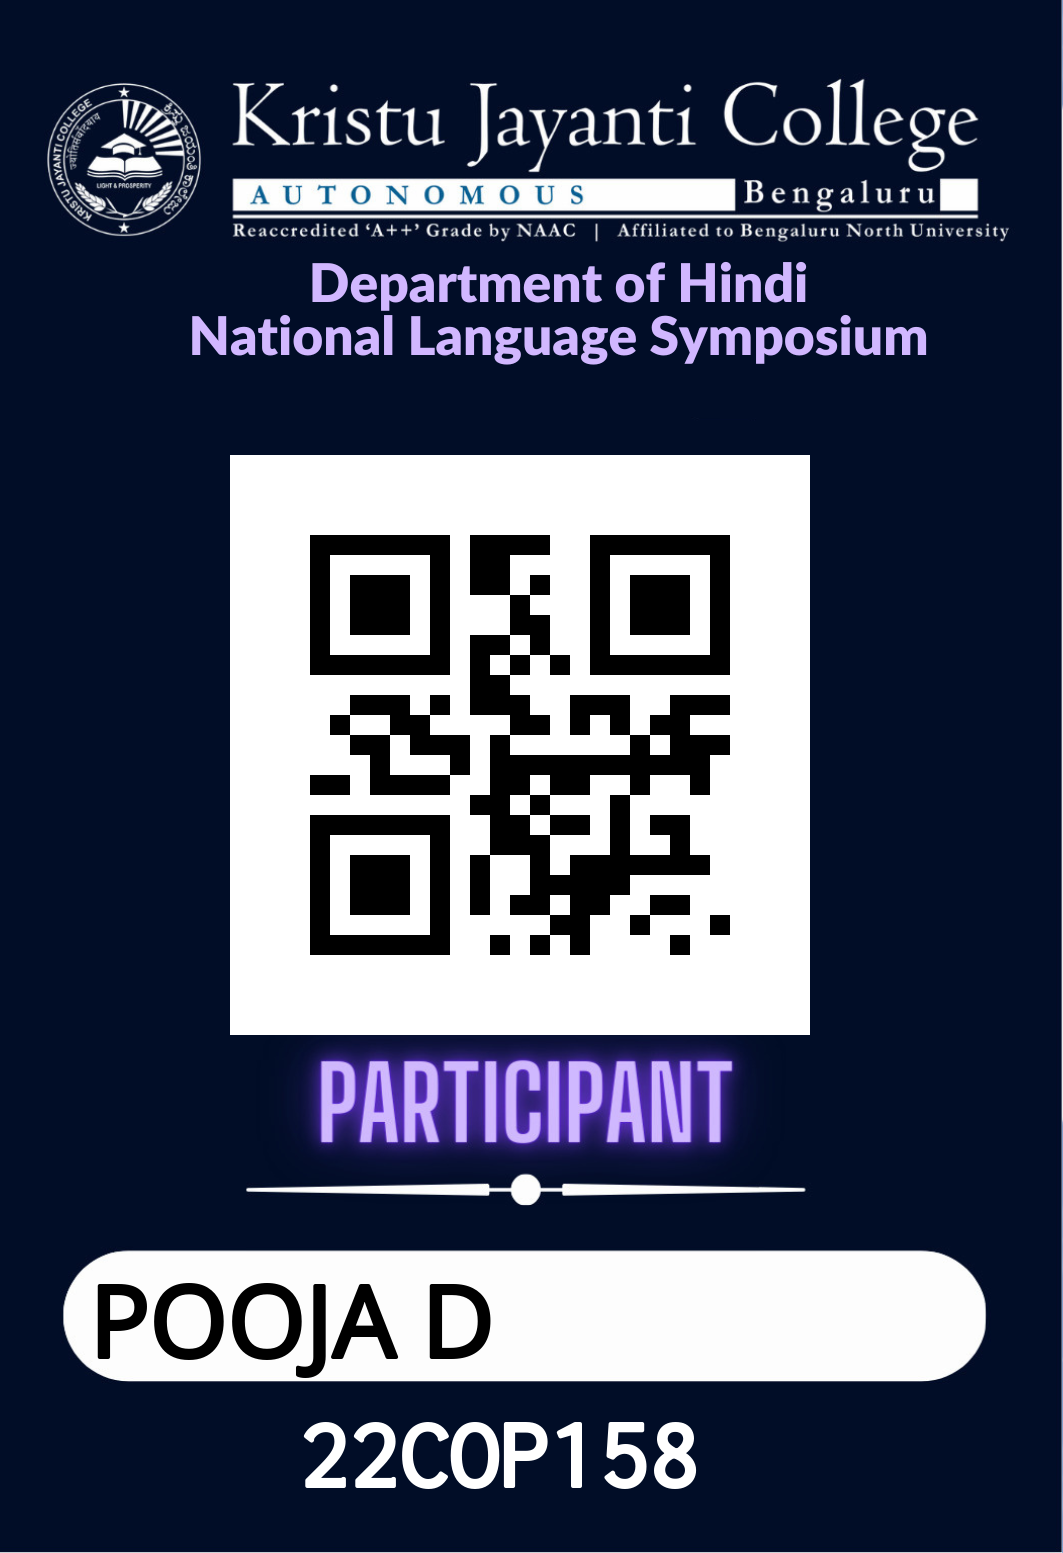 KRISTU JAYANTI COLLEGE
LIGHT & PROSPERITY
Kristu Jayanti College
AUTONOMOUS Bengaluru
Reaccredited ‘A++’ Grade by NAAC | Affiliated to Bengaluru North University
Department of Hindi
National Language Symposium
PARTICIPANT
POOJA D
22COP158